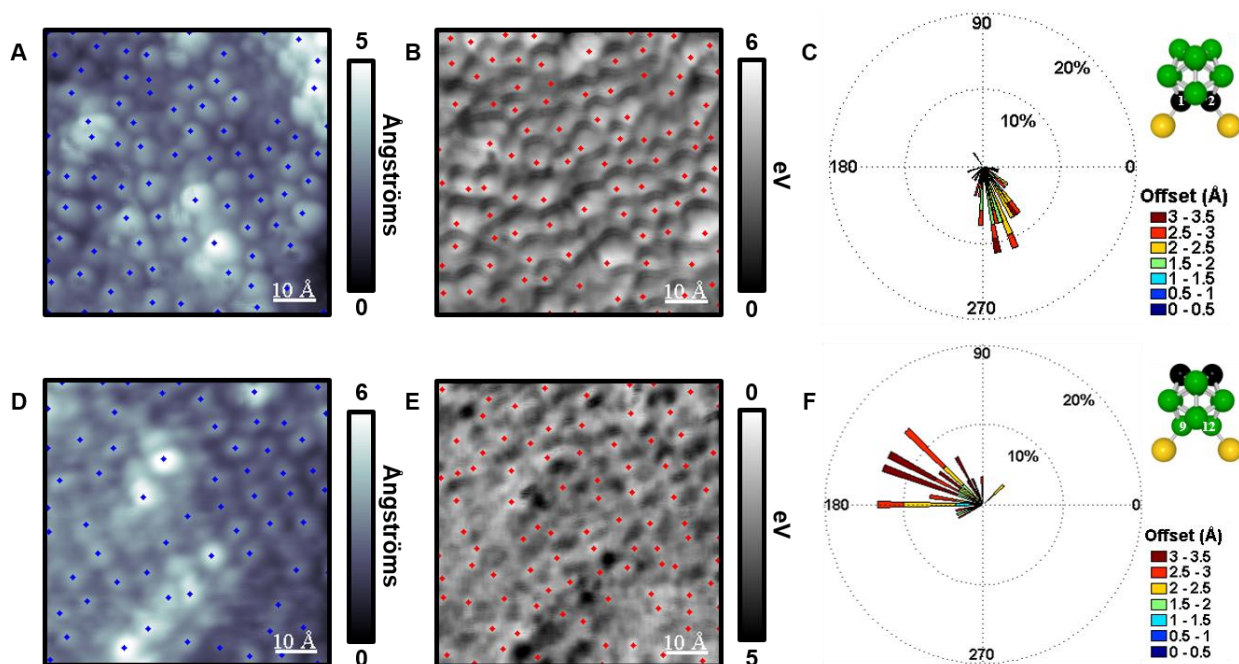 A
5
Ångströms
0
10 Å
B
6
eV
0
10 Å
C
90
20%
10%
180
0
270
1 2
Offset (Å)
3 - 3.5
2.5 - 3
2 - 2.5
1.5 - 2
1 - 1.5
0.5 - 1
0 - 0.5
D
6
Ångströms
0
10 Å
E
0
eV
5
10 Å
F
90
20%
10%
180
0
270
9 12
Offset (Å)
3 - 3.5
2.5 - 3
2 - 2.5
1.5 - 2
1 - 1.5
0.5 - 1
0 - 0.5